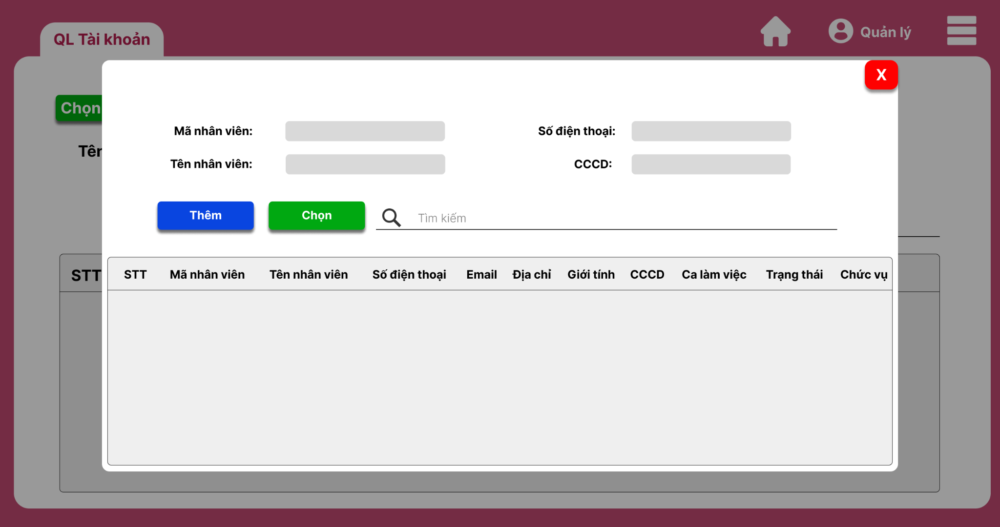 QL Tài khoản
Quản lý
X
Chọn
Mã nhân viên:
Số điện thoại:
Tên
Tên nhân viên:
CCCD:
Thêm
Chọn
Tìm kiếm
STT
STT Mã nhân viên Tên nhân viên Số điện thoại Email Địa chỉ Giới tính CCCD Ca làm việc Trạng thái Chức vụ